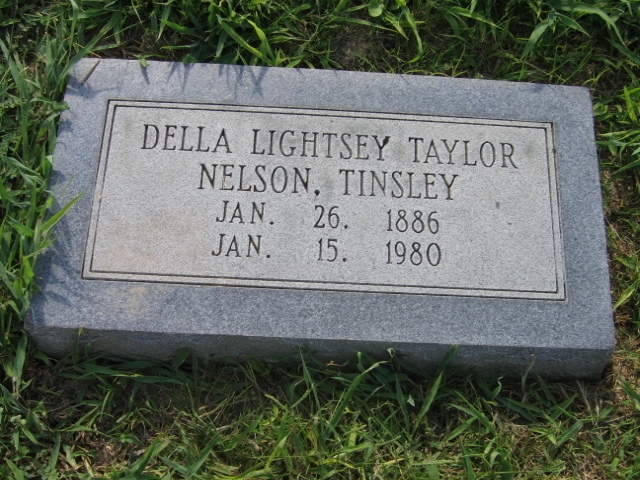 DELLA LIGHTSEY TAYLOR
NELSON, TINSLEY
JAN. 26. 1886
JAN. 15. 1980